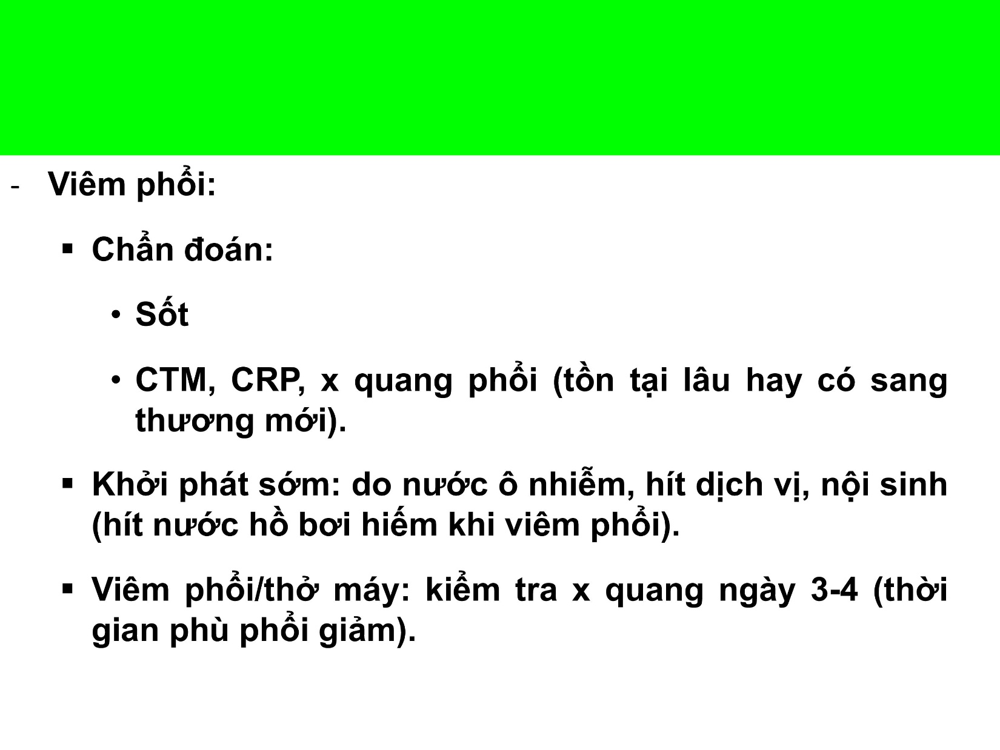 - Viêm phổi:
▪ Chẩn đoán:
• Sốt
• CTM, CRP, x quang phổi (tồn tại lâu hay có sang
thương mới).
▪ Khởi phát sớm: do nước ô nhiễm, hít dịch vị, nội sinh
(hít nước hồ bơi hiếm khi viêm phổi).
▪ Viêm phổi/thở máy: kiểm tra x quang ngày 3-4 (thời
gian phù phổi giảm).